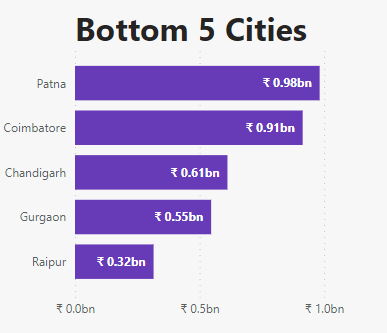 Bottom 5 Cities
Patna ₹ 0.98bn
Coimbatore ₹ 0.91bn
Chandigarh ₹ 0.61bn
Gurgaon ₹ 0.55bn
Raipur ₹ 0.32bn
₹ 0.0bn ₹ 0.5bn ₹ 1.0bn